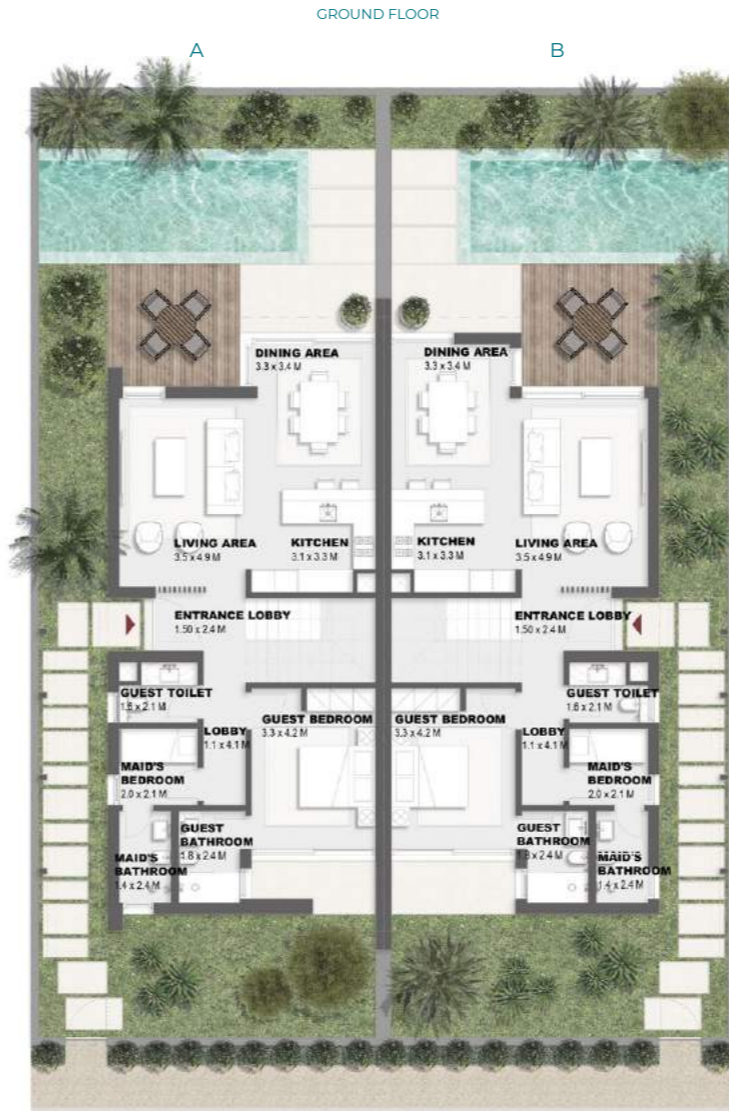 GROUND FLOOR
A
B
DINING AREA
3.3 x 3.4 M
DINING AREA
3.3 x 3.4 M
LIVING AREA
3.5 x 4.9 M
KITCHEN
3.1 x 3.3 M
KITCHEN
3.1 x 3.3 M
LIVING AREA
3.5 x 4.9 M
ENTRANCE LOBBY
1.50 x 2.4 M
ENTRANCE LOBBY
1.50 x 2.4 M
GUEST TOILET
1.6 x 2.1 M
GUEST BEDROOM
3.3 x 4.2 M
GUEST BEDROOM
3.3 x 4.2 M
GUEST TOILET
1.6 x 2.1 M
LOBBY
1.1 x 4.1 M
LOBBY
1.1 x 4.1 M
MAID'S
BEDROOM
2.0 x 2.1 M
MAID'S
BEDROOM
2.0 x 2.1 M
GUEST
BATHROOM
1.8 x 2.4 M
GUEST
BATHROOM
1.8 x 2.4 M
MAID'S
BATHROOM
1.4 x 2.4 M
MAID'S
BATHROOM
1.4 x 2.4 M